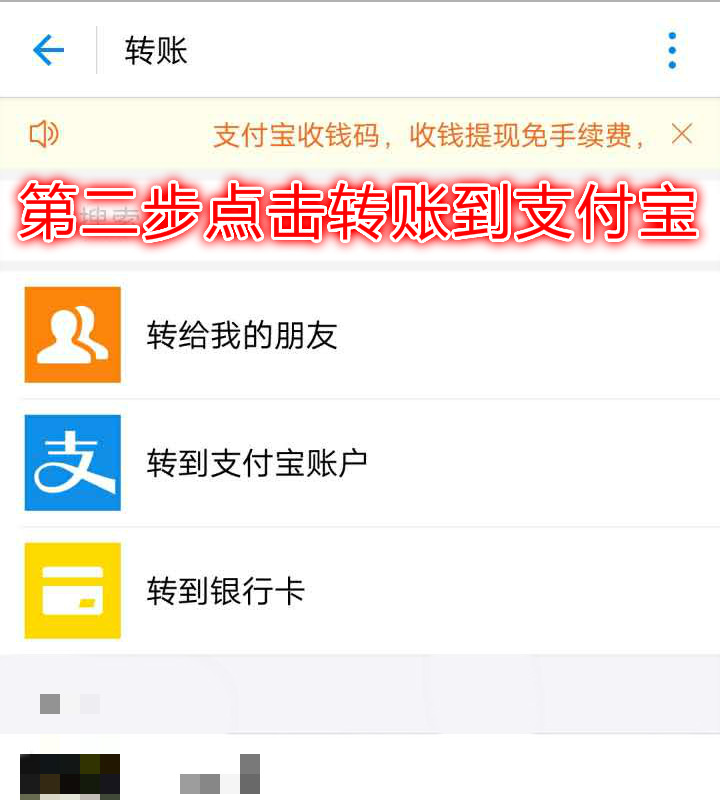 转账
支付宝收钱码，收钱提现免手续费，
第二步点击转账到支付宝
转给我的朋友
支
转到支付宝账户
转到银行卡